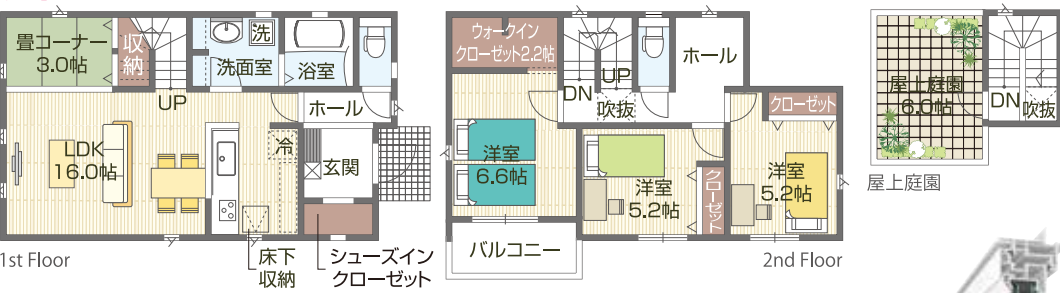 畳コーナー
3.0帖
収納
洗
洗面室
浴室
UP
ホール
LDK
16.0帖
冷
玄関
床下
収納
シューズイン
クローゼット
1st Floor
ウォークイン
クローゼット2.2帖
ホール
UP
DN
吹抜
クローゼット
洋室
6.6帖
洋室
5.2帖
クローゼット
洋室
5.2帖
バルコニー
2nd Floor
屋上庭園
6.0帖
DN
吹抜
屋上庭園